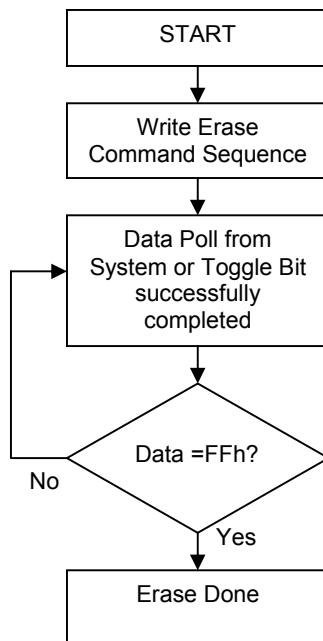 START
Write Erase
Command Sequence
Data Poll from
System or Toggle Bit
successfully
completed
Data =FFh?
No
Yes
Erase Done